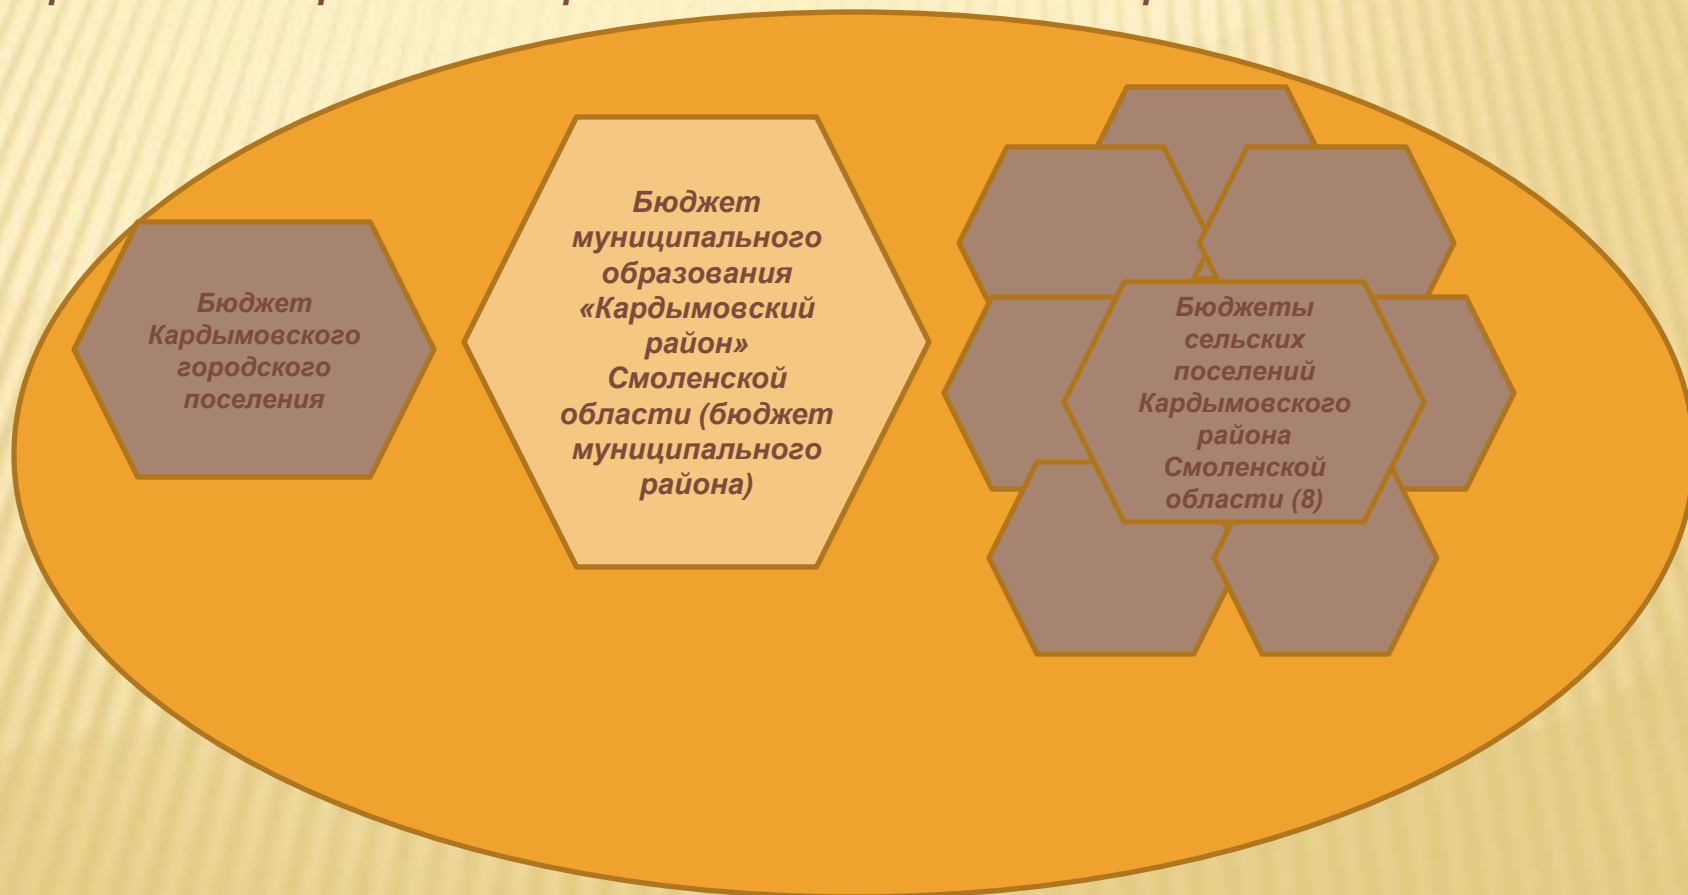 Бюджет
Кардымовского
городского
поселения
Бюджет
муниципального
образования
«Кардымовский
район»
Смоленской
области (бюджет
муниципального
района)
Бюджеты
сельских
поселений
Кардымовского
района
Смоленской
области (8)